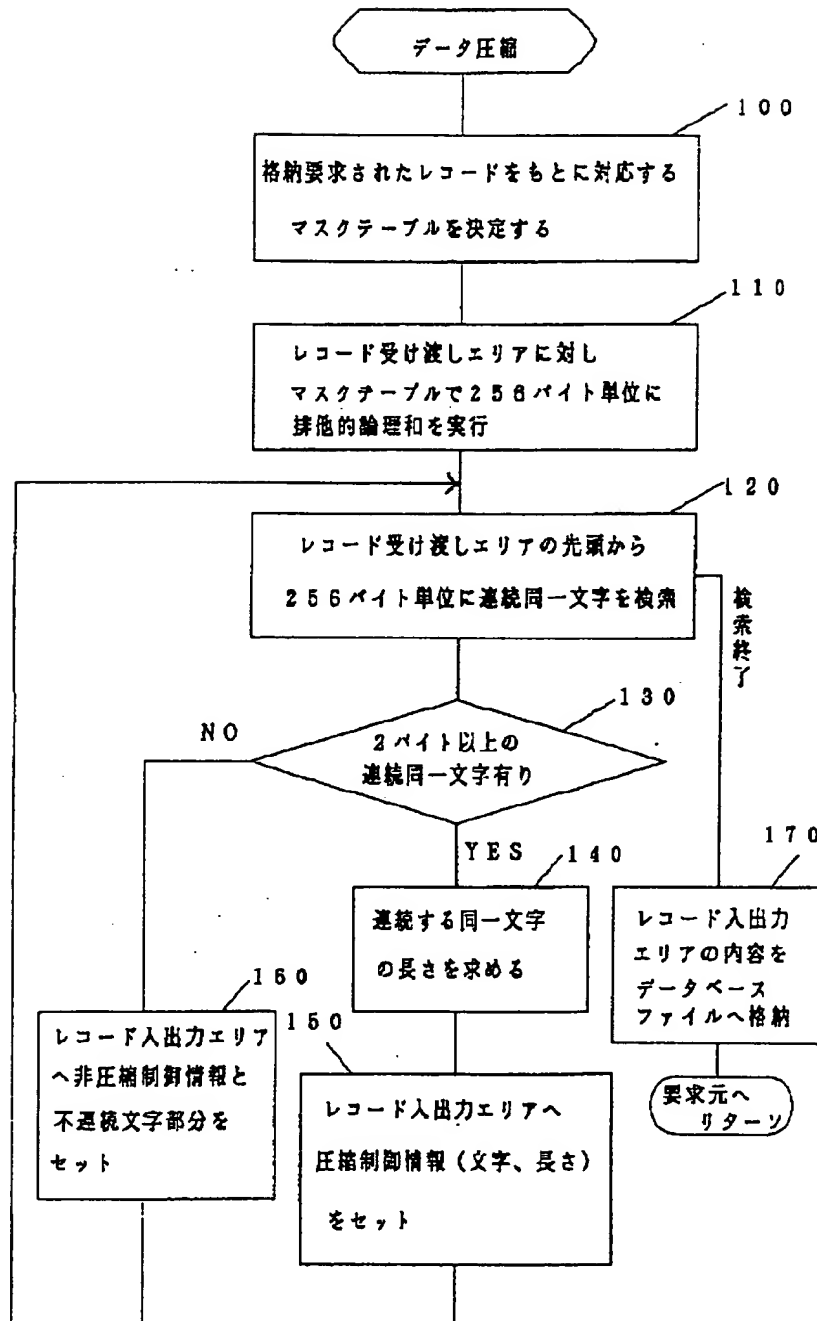 データ圧縮
100
格納要求されたレコードをもとに対応する
マスクテーブルを決定する
110
レコード受け渡しエリアに対し
マスクテーブルで256バイト単位に
排他的論理和を実行
120
レコード受け渡しエリアの先頭から
256バイト単位に連続同一文字を検索
検索終了
130
2バイト以上の
連続同一文字有り
NO
YES
140
連続する同一文字
の長さを求める
170
レコード入出力
エリアの内容を
データベース
ファイルへ格納
要求元へ
リターン
160
レコード入出力エリア
へ非圧縮制御情報と
不連続文字部分を
セット
150
レコード入出力エリアへ
圧縮制御情報(文字、長さ)
をセット